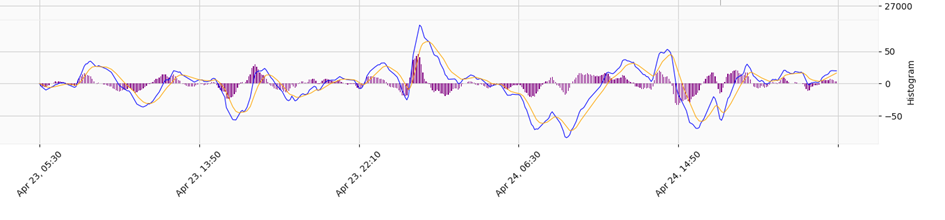 27000
50
0
−50
Histogram
Apr 23, 05:30
Apr 23, 13:50
Apr 23, 22:10
Apr 24, 06:30
Apr 24, 14:50